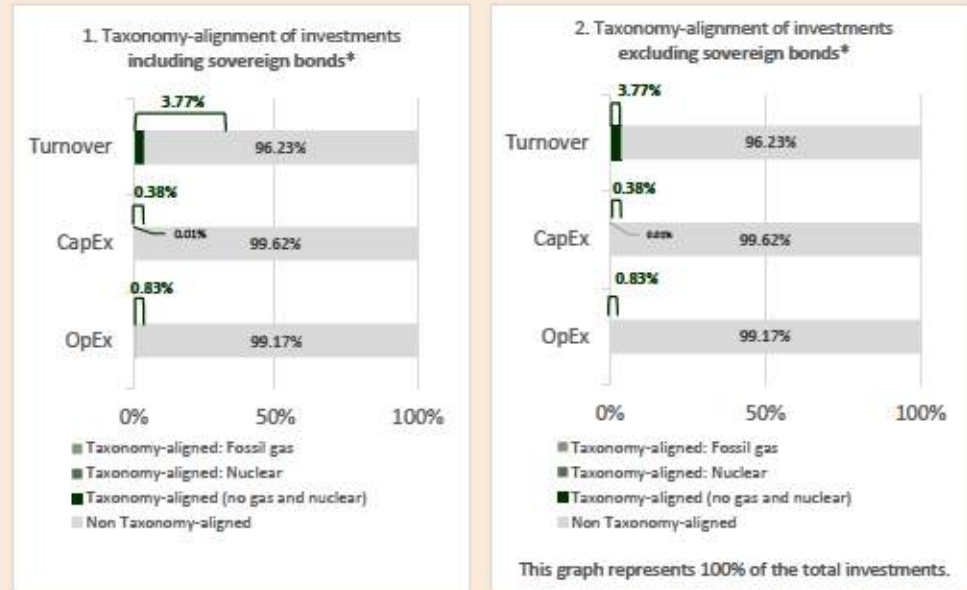 1. Taxonomy-alignment of investments
including sovereign bonds*
3.77%
Turnover
96.23%
0.38%
0.01%
CapEx
99.62%
0.83%
OpEx
99.17%
0%
50%
100%
Taxonomy-aligned: Fossil gas
Taxonomy-aligned: Nuclear
Taxonomy-aligned (no gas and nuclear)
Non Taxonomy-aligned
2. Taxonomy-alignment of investments
excluding sovereign bonds*
3.77%
Turnover
96.23%
0.38%
0.01%
CapEx
99.62%
0.83%
OpEx
99.17%
0%
50%
100%
Taxonomy-aligned: Fossil gas
Taxonomy-aligned: Nuclear
Taxonomy-aligned (no gas and nuclear)
Non Taxonomy-aligned
This graph represents 100% of the total investments.